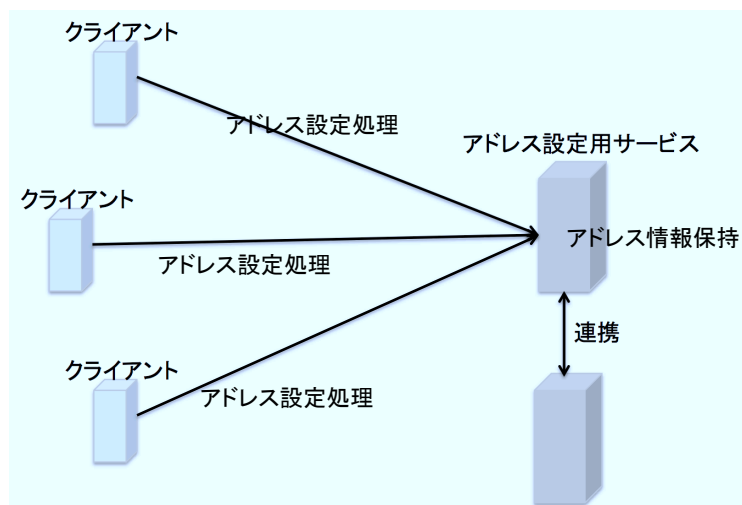 クライアント
アドレス設定処理
アドレス設定用サービス
クライアント
アドレス情報保持
アドレス設定処理
連携
クライアント
アドレス設定処理